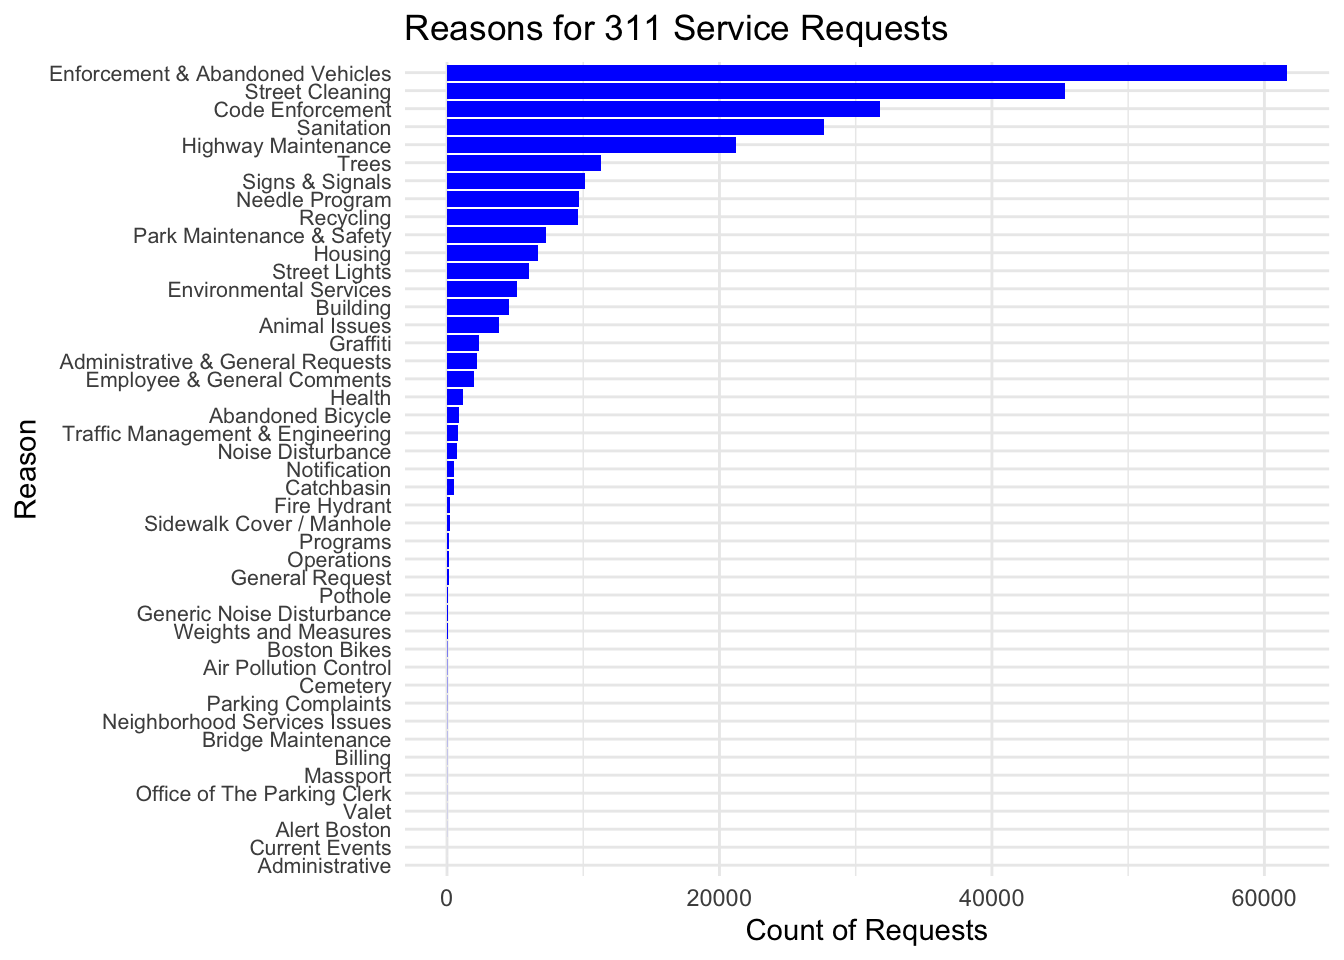 Reasons for 311 Service Requests
Enforcement & Abandoned Vehicles
Street Cleaning
Code Enforcement
Sanitation
Highway Maintenance
Trees
Signs & Signals
Needle Program
Recycling
Park Maintenance & Safety
Housing
Street Lights
Environmental Services
Building
Animal Issues
Graffiti
Administrative & General Requests
Employee & General Comments
Health
Abandoned Bicycle
Traffic Management & Engineering
Noise Disturbance
Notification
Catchbasin
Fire Hydrant
Sidewalk Cover / Manhole
Programs
Operations
General Request
Pothole
Generic Noise Disturbance
Weights and Measures
Boston Bikes
Air Pollution Control
Cemetery
Parking Complaints
Neighborhood Services Issues
Bridge Maintenance
Billing
Massport
Office of The Parking Clerk
Valet
Alert Boston
Current Events
Administrative
Reason
0 20000 40000 60000
Count of Requests